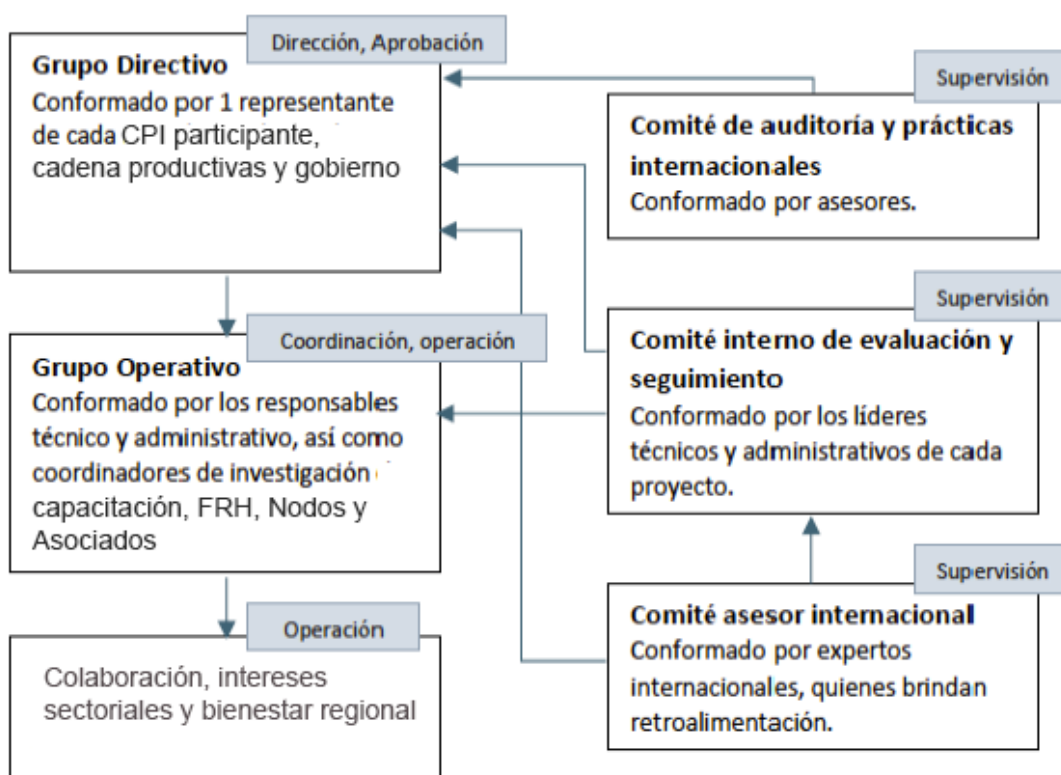 Dirección, Aprobación
Grupo Directivo
Conformado por 1 representante
de cada CPI participante,
cadena productivas y gobierno
Supervisión
Comité de auditoría y prácticas
internacionales
Conformado por asesores.
Coordinación, operación
Grupo Operativo
Conformado por los responsables
técnico y administrativo, así como
coordinadores de investigación
capacitación, FRH, Nodos y
Asociados
Supervisión
Comité interno de evaluación y
seguimiento
Conformado por los líderes
técnicos y administrativos de cada
proyecto.
Operación
Colaboración, intereses
sectoriales y bienestar regional
Supervisión
Comité asesor internacional
Conformado por expertos
internacionales, quienes brindan
retroalimentación.